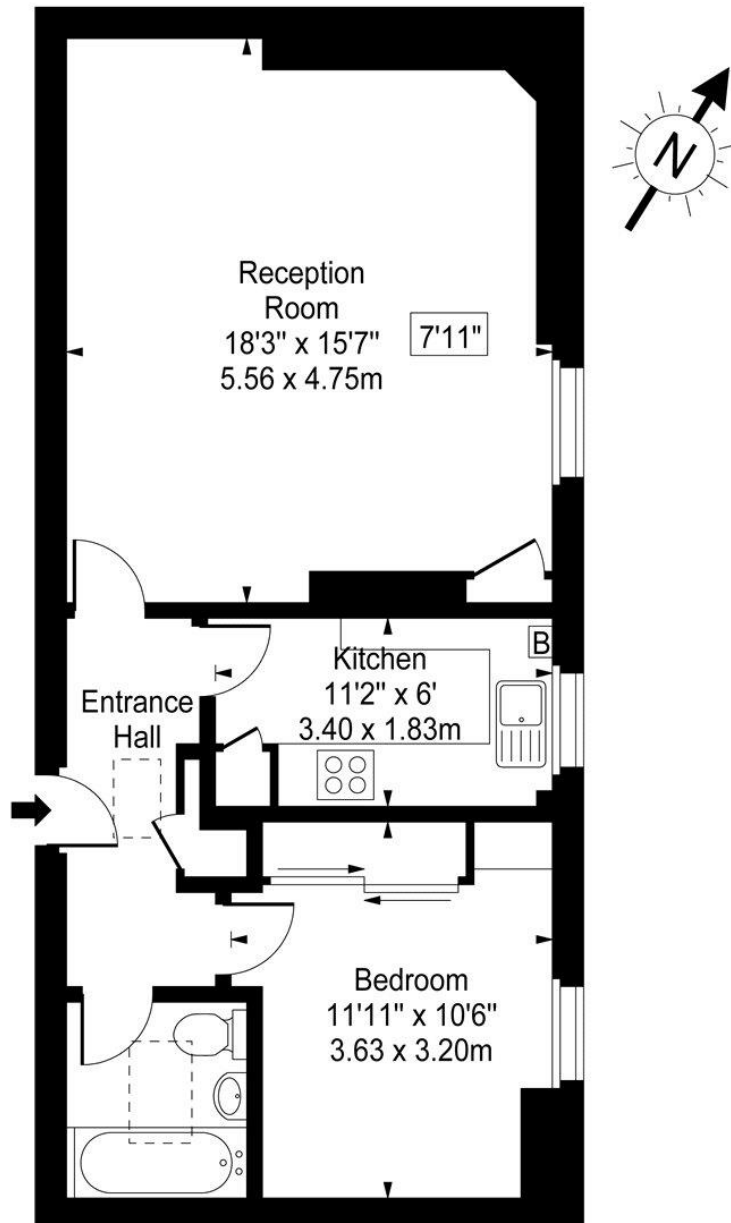 N
Reception
Room
18'3" x 15'7"
5.56 x 4.75m
7'11"
Kitchen
11'2" x 6'
3.40 x 1.83m
B
Entrance
Hall
Bedroom
11'11" x 10'6"
3.63 x 3.20m